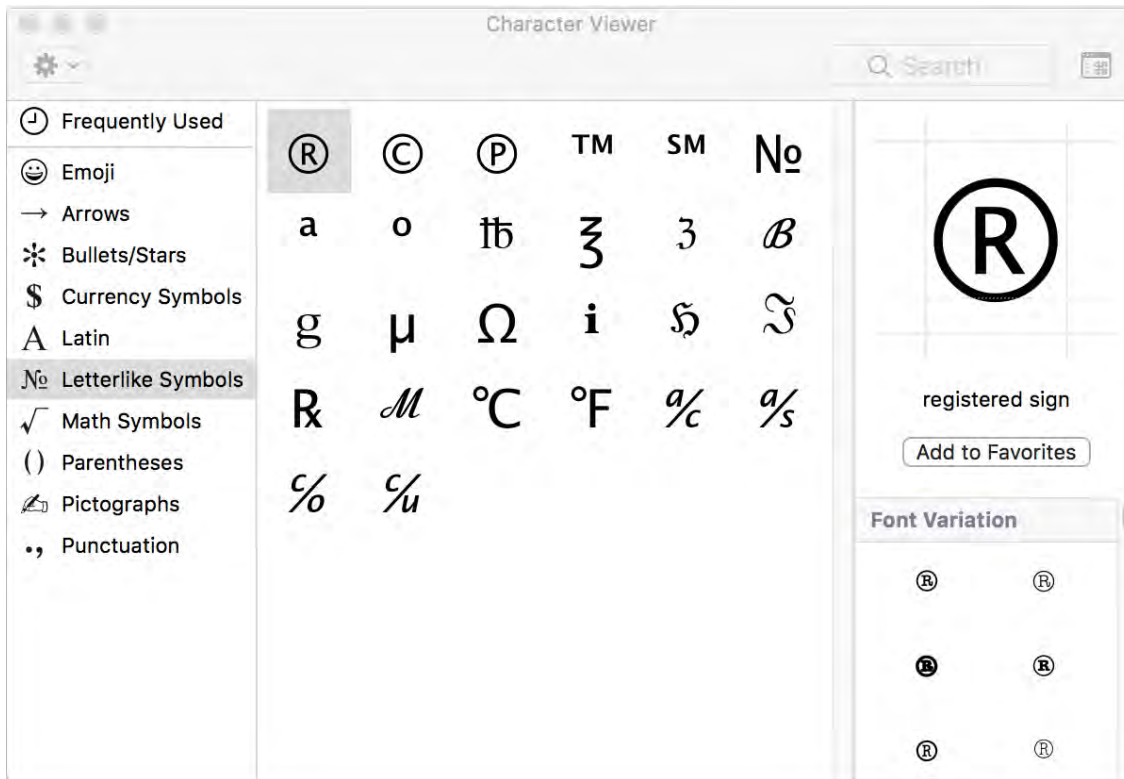 Character Viewer
Search
Frequently Used
Emoji
→ Arrows
Bullets/Stars
$ Currency Symbols
A Latin
№ Letterlike Symbols
√ Math Symbols
() Parentheses
✍ Pictographs
., Punctuation
® © ℗ ™ ℠ №
ª º ℔ ℥ ℨ ℬ
ℊ µ Ω ℹ ℌ ℑ
℞ ℳ ℃ ℉ ℀ ℁
℅ ℆
®
registered sign
Add to Favorites
Font Variation
® ®
® ®
® ®